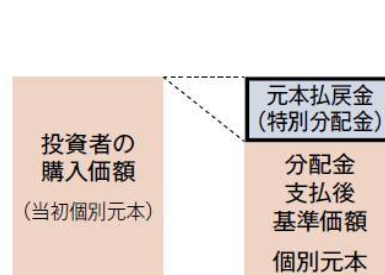 投資者の
購入価額
(当初個別元本)
元本払戻金
(特別分配金)
分配金
支払後
基準価額
個別元本